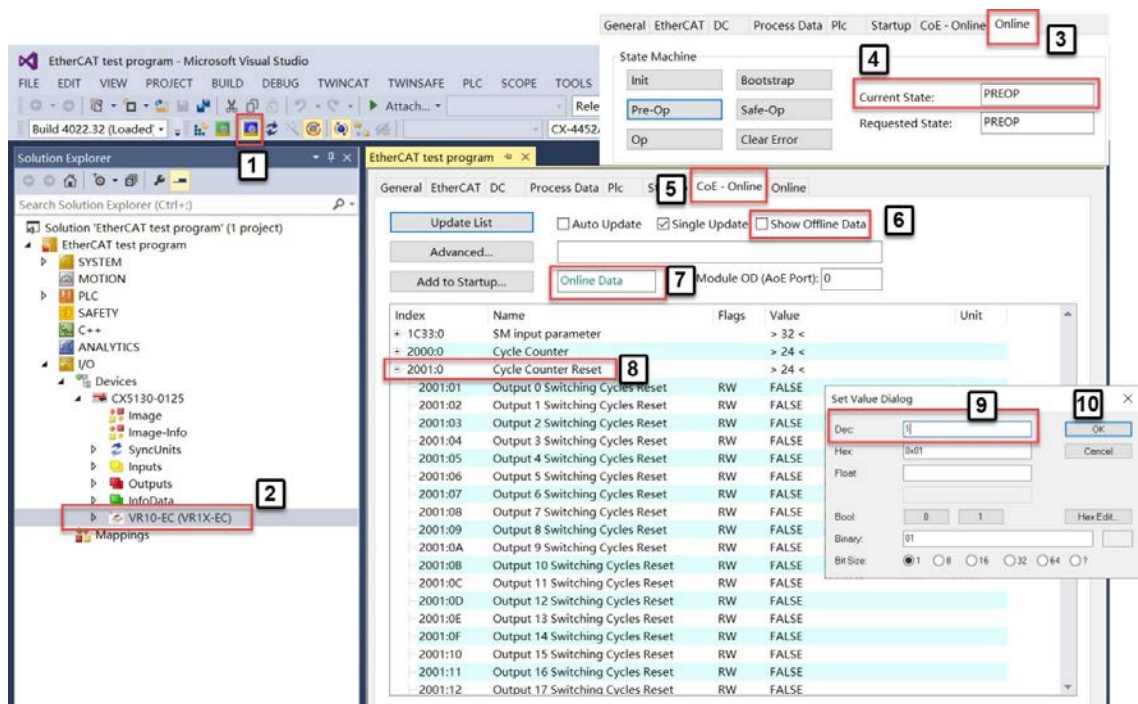 General EtherCAT DC Process Data Plc Startup CoE - Online Online
3
State Machine
4
Init Bootstrap
Current State: PREOP
Pre-Op Safe-Op
Requested State: PREOP
Op Clear Error
EtherCAT test program - Microsoft Visual Studio
FILE EDIT VIEW PROJECT BUILD DEBUG TWINCAT TWINSAFE PLC SCOPE TOOLS
Attach... Rele
Build 4022.32 (Loaded) CX-4452
1
Solution Explorer
Search Solution Explorer (Ctrl+;)
Solution 'EtherCAT test program' (1 project)
EtherCAT test program
SYSTEM
MOTION
PLC
SAFETY
C++
ANALYTICS
I/O
Devices
CX5130-0125
Image
Image-Info
SyncUnits
Inputs
Outputs
InfoData
2
VR10-EC (VR1X-EC)
Mappings
EtherCAT test program
General EtherCAT DC Process Data Plc St 5 CoE - Online Online
Update List Auto Update Single Update Show Offline Data 6
Advanced...
Add to Startup... Online Data 7 Module OD (AoE Port): 0
Index Name Flags Value Unit
1C33:0 SM input parameter > 32 <
2000:0 Cycle Counter > 24 <
2001:0 Cycle Counter Reset 8 > 24 <
2001:01 Output 0 Switching Cycles Reset RW FALSE
2001:02 Output 1 Switching Cycles Reset RW FALSE
2001:03 Output 2 Switching Cycles Reset RW FALSE
2001:04 Output 3 Switching Cycles Reset RW FALSE
2001:05 Output 4 Switching Cycles Reset RW FALSE
2001:06 Output 5 Switching Cycles Reset RW FALSE
2001:07 Output 6 Switching Cycles Reset RW FALSE
2001:08 Output 7 Switching Cycles Reset RW FALSE
2001:09 Output 8 Switching Cycles Reset RW FALSE
2001:0A Output 9 Switching Cycles Reset RW FALSE
2001:0B Output 10 Switching Cycles Reset RW FALSE
2001:0C Output 11 Switching Cycles Reset RW FALSE
2001:0D Output 12 Switching Cycles Reset RW FALSE
2001:0E Output 13 Switching Cycles Reset RW FALSE
2001:0F Output 14 Switching Cycles Reset RW FALSE
2001:10 Output 15 Switching Cycles Reset RW FALSE
2001:11 Output 16 Switching Cycles Reset RW FALSE
2001:12 Output 17 Switching Cycles Reset RW FALSE
Set Value Dialog
9
10
Dec: 1 OK
Hex: 0x01 Cancel
Float:
Bool: 0 1 Hex Edit...
Binary: 01
Bit Size: 1 8 16 32 64 ?